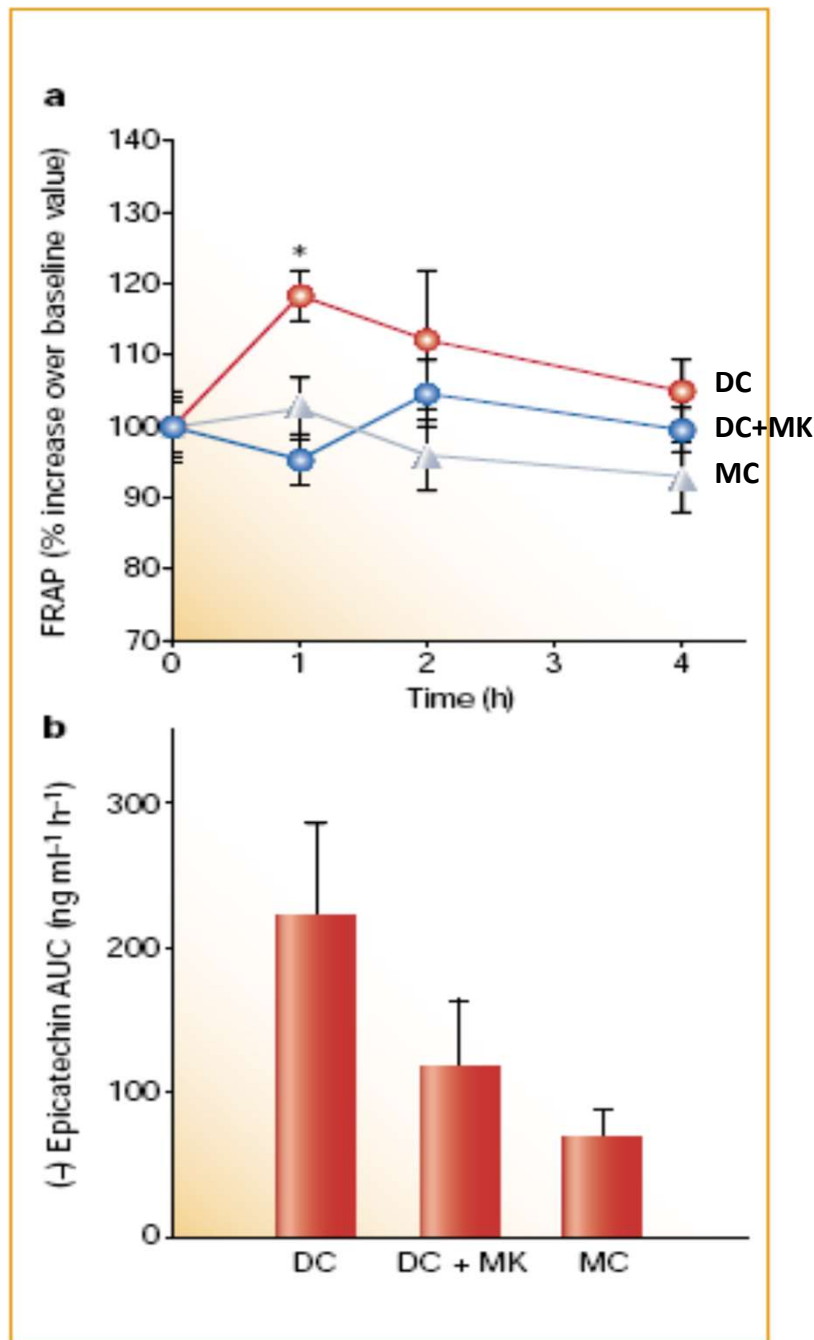 a
FRAP (% increase over baseline value)
140
130
120
110
100
90
80
70
*
DC
DC+MK
MC
0 1 2 3 4
Time (h)
b
(-) Epicatechin AUC (ng ml⁻¹ h⁻¹)
300
200
100
0
DC DC + MK MC